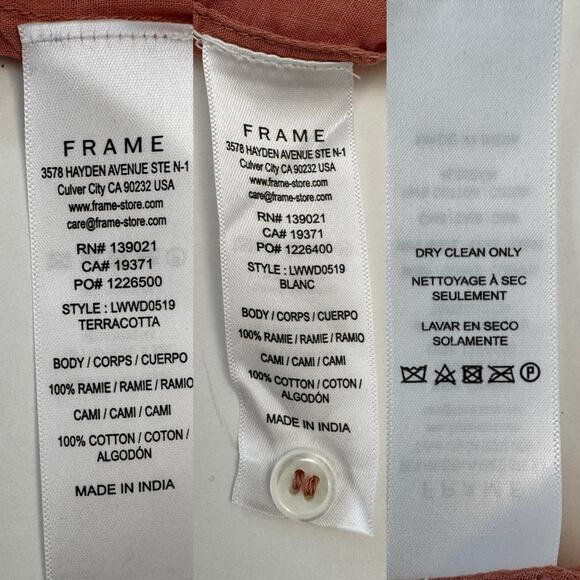 FRAME
3578 HAYDEN AVENUE STE N-1
Culver City CA 90232 USA
www.frame-store.com
care@frame-store.com
RN# 139021
CA# 19371
PO# 1226500
STYLE : LWWD0519
TERRACOTTA
BODY / CORPS / CUERPO
100% RAMIE / RAMIE / RAMIO
CAMI / CAMI / CAMI
100% COTTON / COTON /
ALGODÓN
MADE IN INDIA
FRAME
3578 HAYDEN AVENUE STE N-1
Culver City CA 90232 USA
www.frame-store.com
care@frame-store.com
RN# 139021
CA# 19371
PO# 1226400
STYLE : LWWD0519
BLANC
BODY / CORPS / CUERPO
100% RAMIE / RAMIE / RAMIO
CAMI / CAMI / CAMI
100% COTTON / COTON /
ALGODÓN
MADE IN INDIA
DRY CLEAN ONLY
NETTOYAGE À SEC
SEULEMENT
LAVAR EN SECO
SOLAMENTE
P